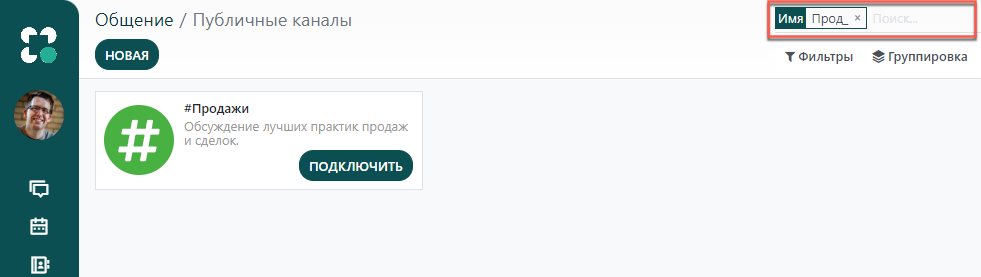 Общение / Публичные каналы
Имя Прод_ × Поиск...
НОВАЯ
Фильтры Группировка
#Продажи
Обсуждение лучших практик продаж
и сделок.
ПОДКЛЮЧИТЬ